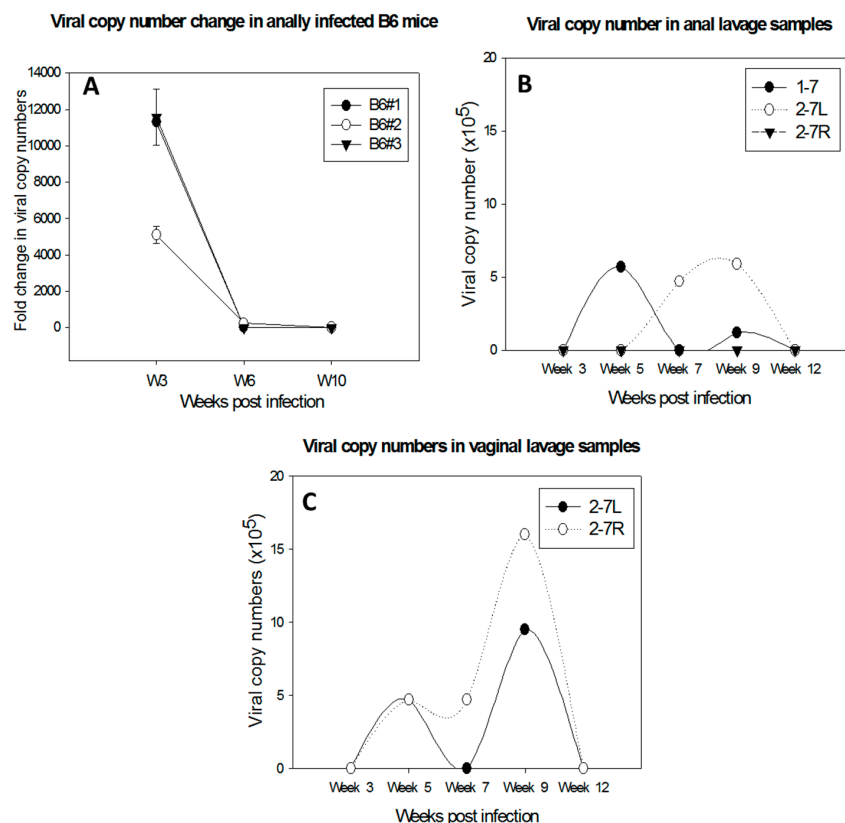 Viral copy number change in anally infected B6 mice
A
B6#1
B6#2
B6#3
14000
12000
10000
8000
6000
4000
2000
0
Fold change in viral copy numbers
W3 W6 W10
Weeks post infection
Viral copy number in anal lavage samples
B
1-7
2-7L
2-7R
20
15
10
5
0
Viral copy number (x10⁵)
Week 3 Week 5 Week 7 Week 9 Week 12
Weeks post infection
Viral copy numbers in vaginal lavage samples
C
2-7L
2-7R
20
15
10
5
0
Viral copy numbers (x10⁵)
Week 3 Week 5 Week 7 Week 9 Week 12
Weeks post infection